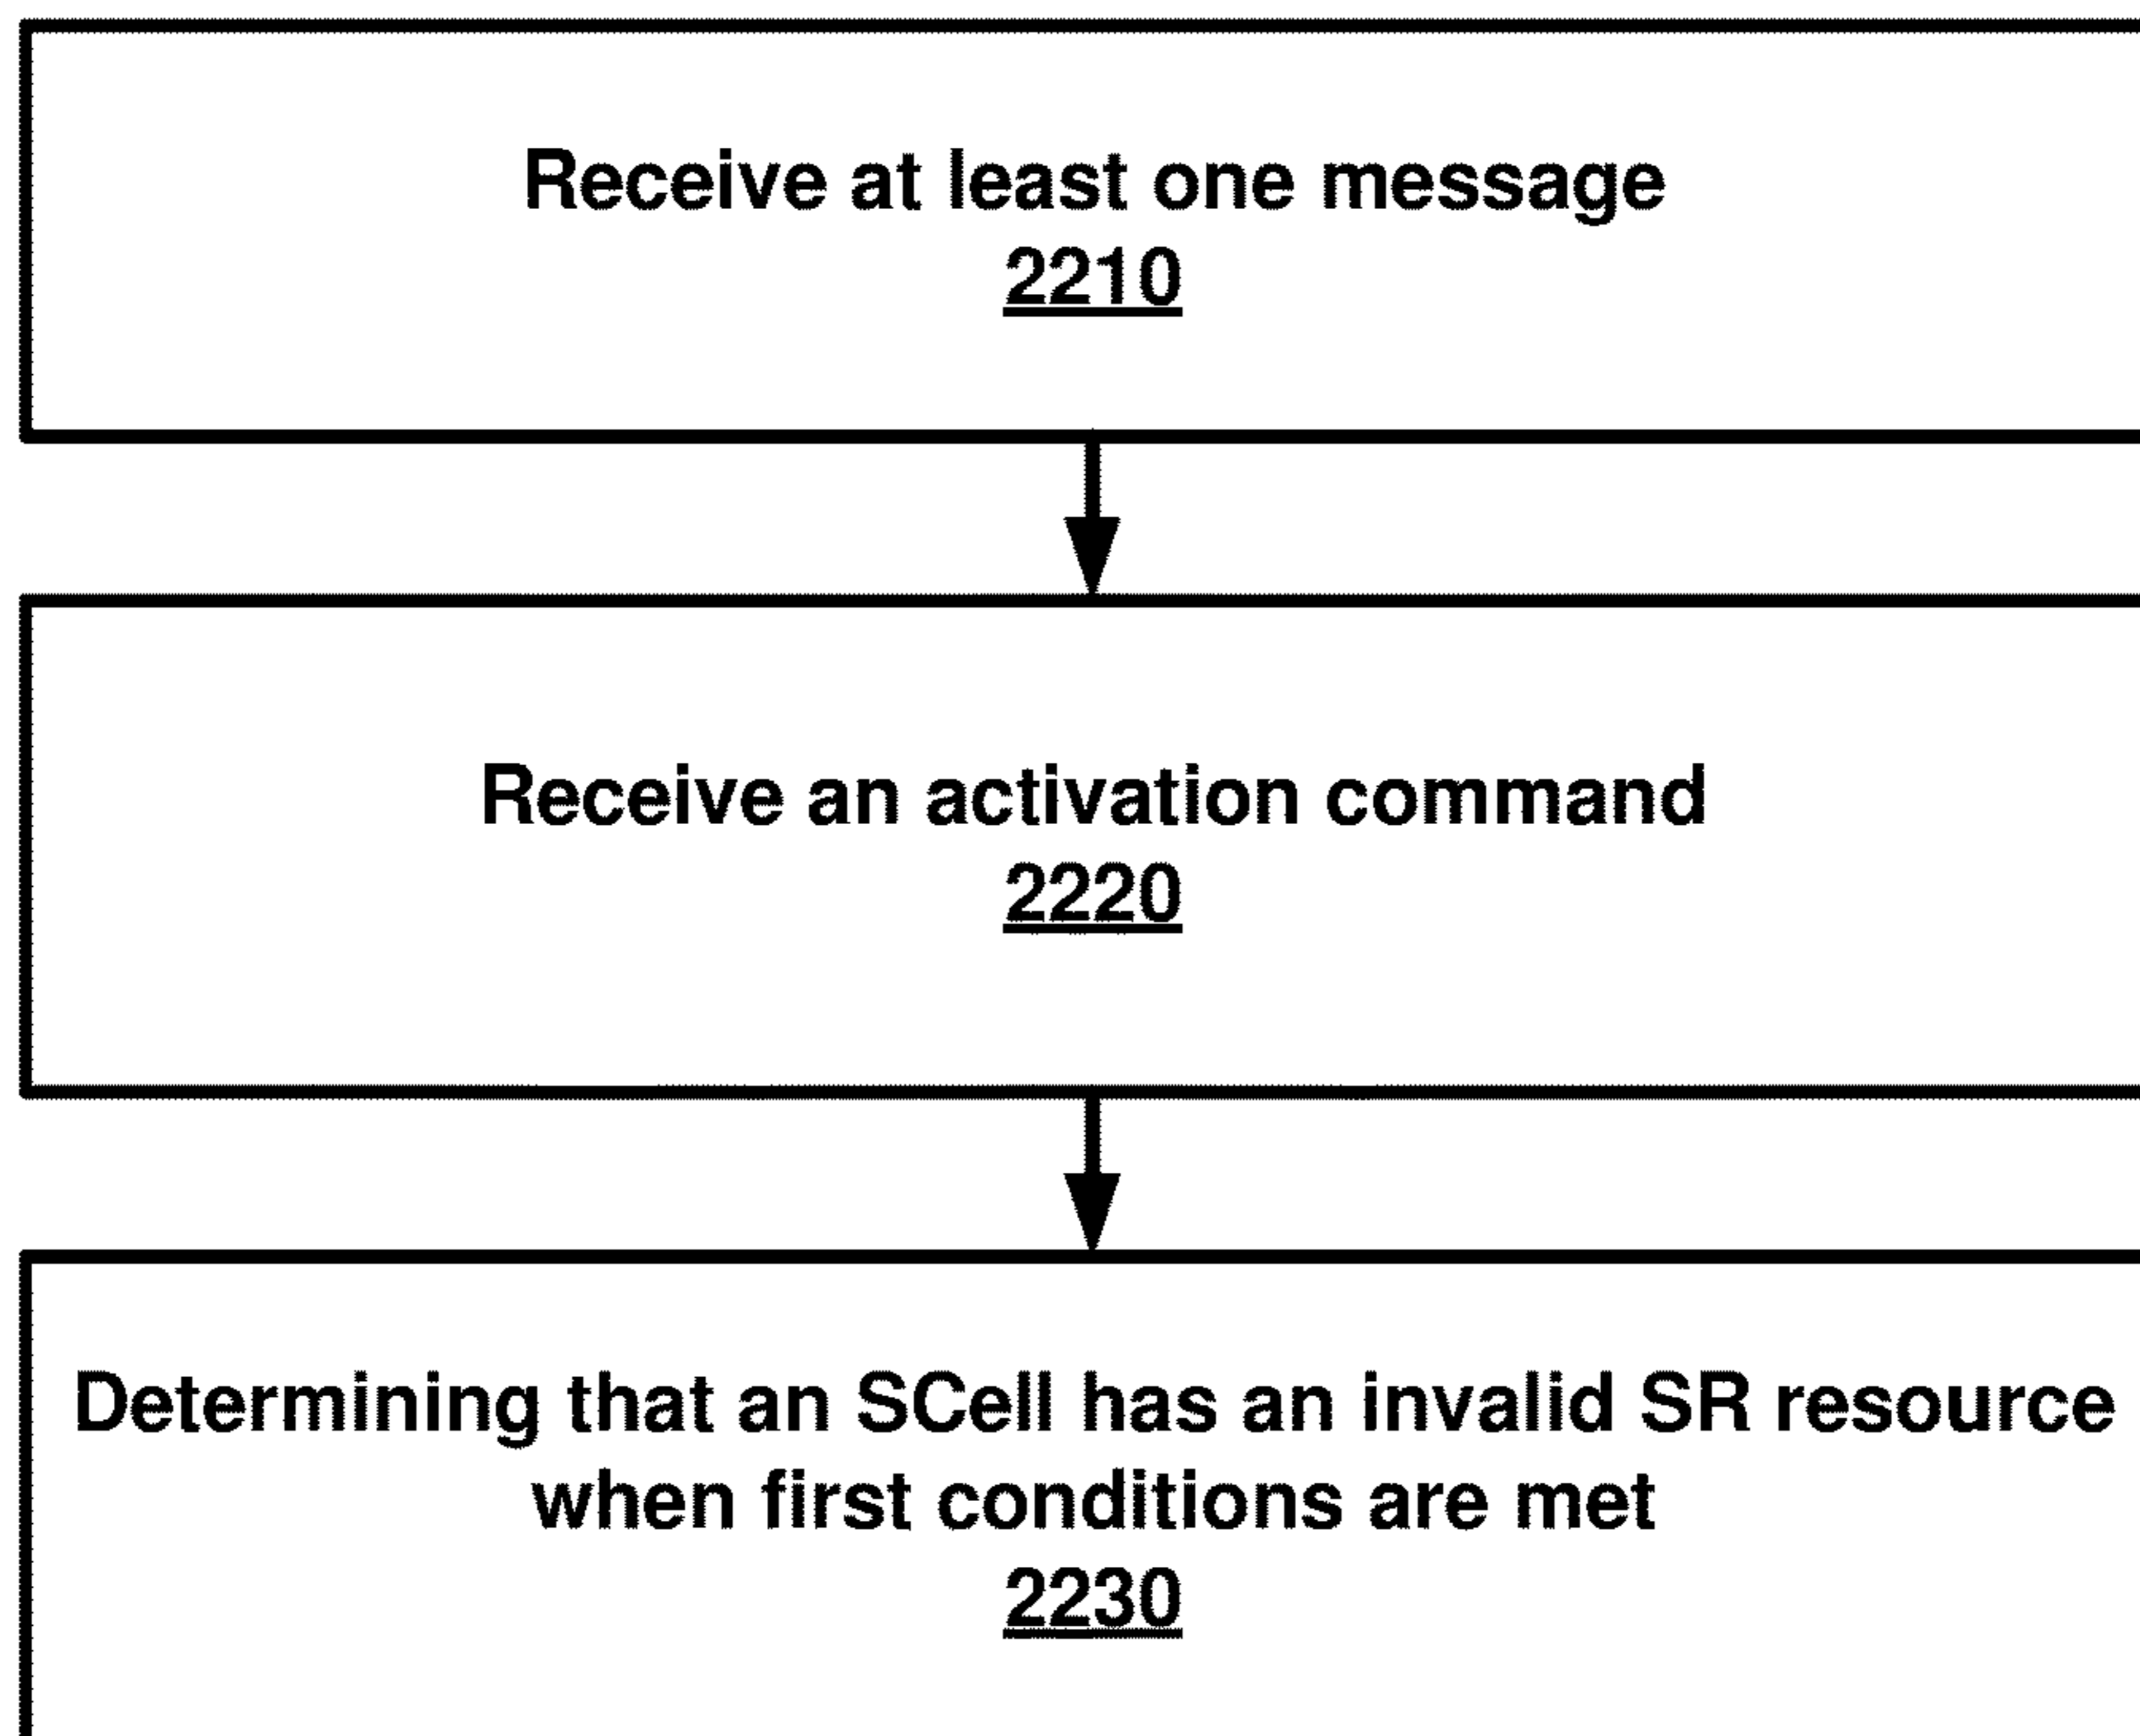 Receive at least one message
2210
Receive an activation command
2220
Determining that an SCell has an invalid SR resource
when first conditions are met
2230